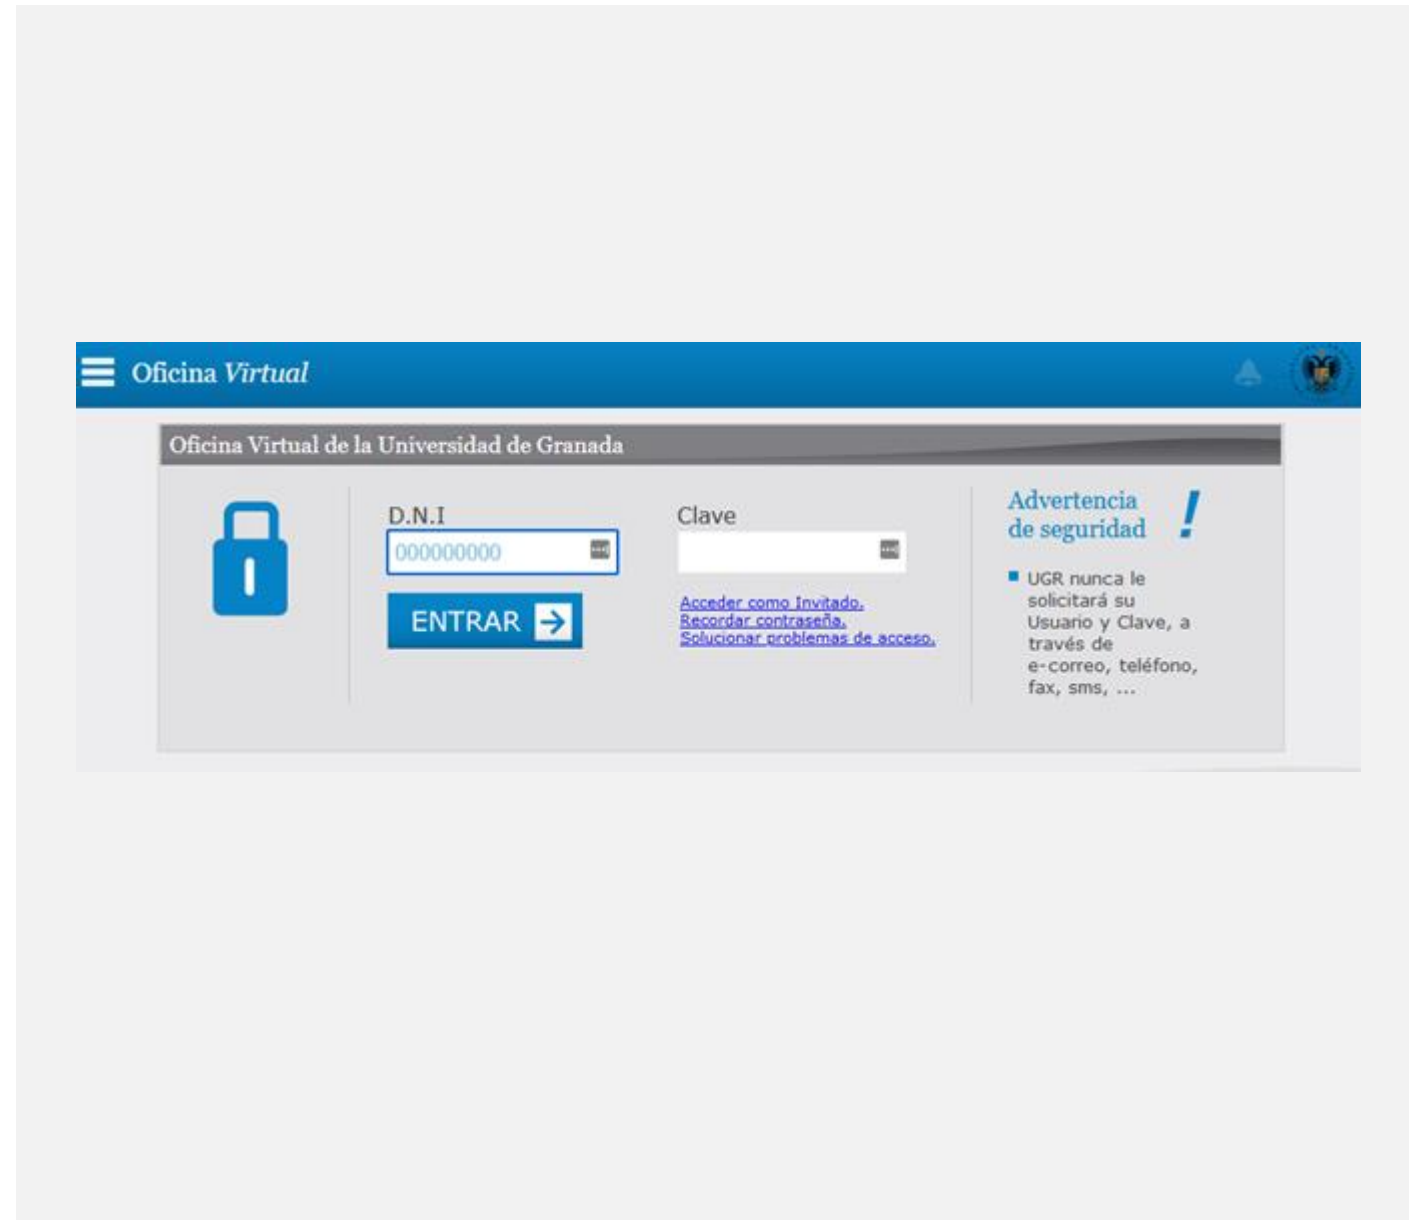 Oficina Virtual
Oficina Virtual de la Universidad de Granada
D.N.I
000000000
ENTRAR
Clave
Acceder como Invitado.
Recordar contraseña.
Solucionar problemas de acceso.
Advertencia
de seguridad
!
UGR nunca le
solicitará su
Usuario y Clave, a
través de
e-correo, teléfono,
fax, sms, ...